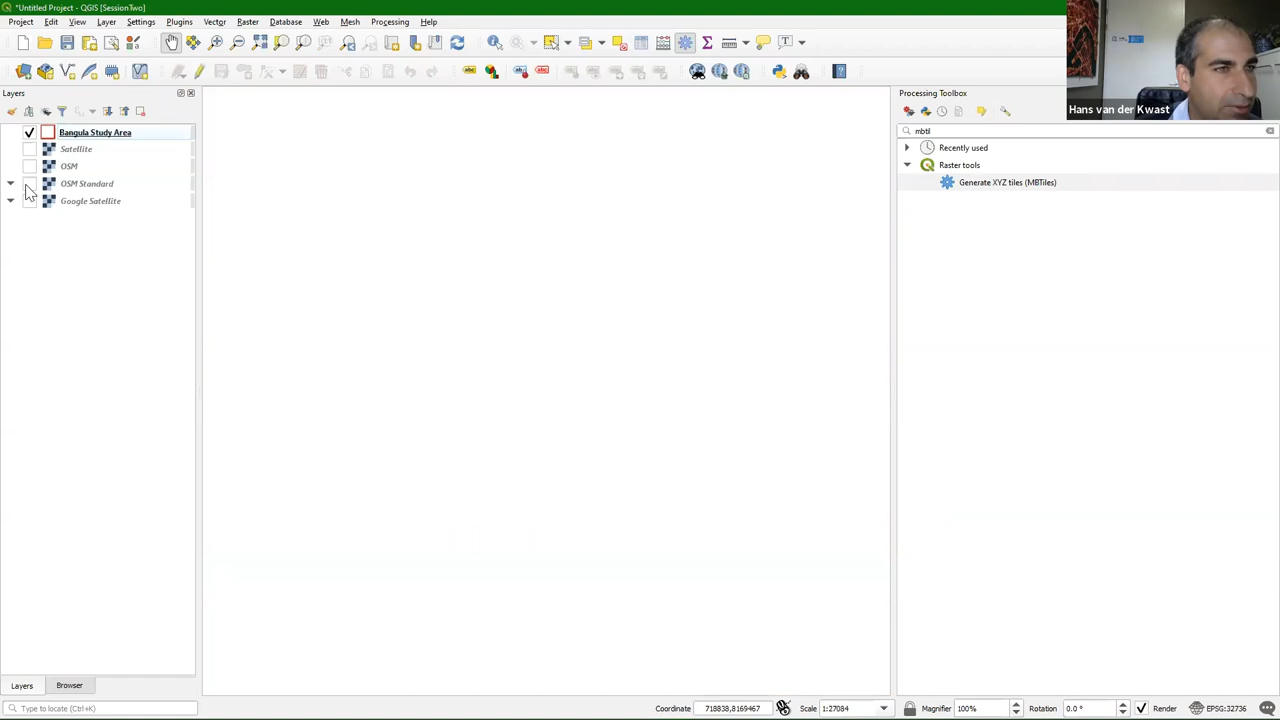 *Untitled Project - QGIS [SessionTwo]
Project Edit View Layer Settings Plugins Vector Raster Database Web Mesh Processing Help
Layers
Bangula Study Area
Satellite
OSM
OSM Standard
Google Satellite
Processing Toolbox
mbtil
Recently used
Raster tools
Generate XYZ tiles (MBTiles)
Hans van der Kwast
Layers Browser
Type to locate (Ctrl+K)
Coordinate 718838,8169467 Scale 1:27084 Magnifier 100% Rotation 0.0 ° Render EPSG:32736